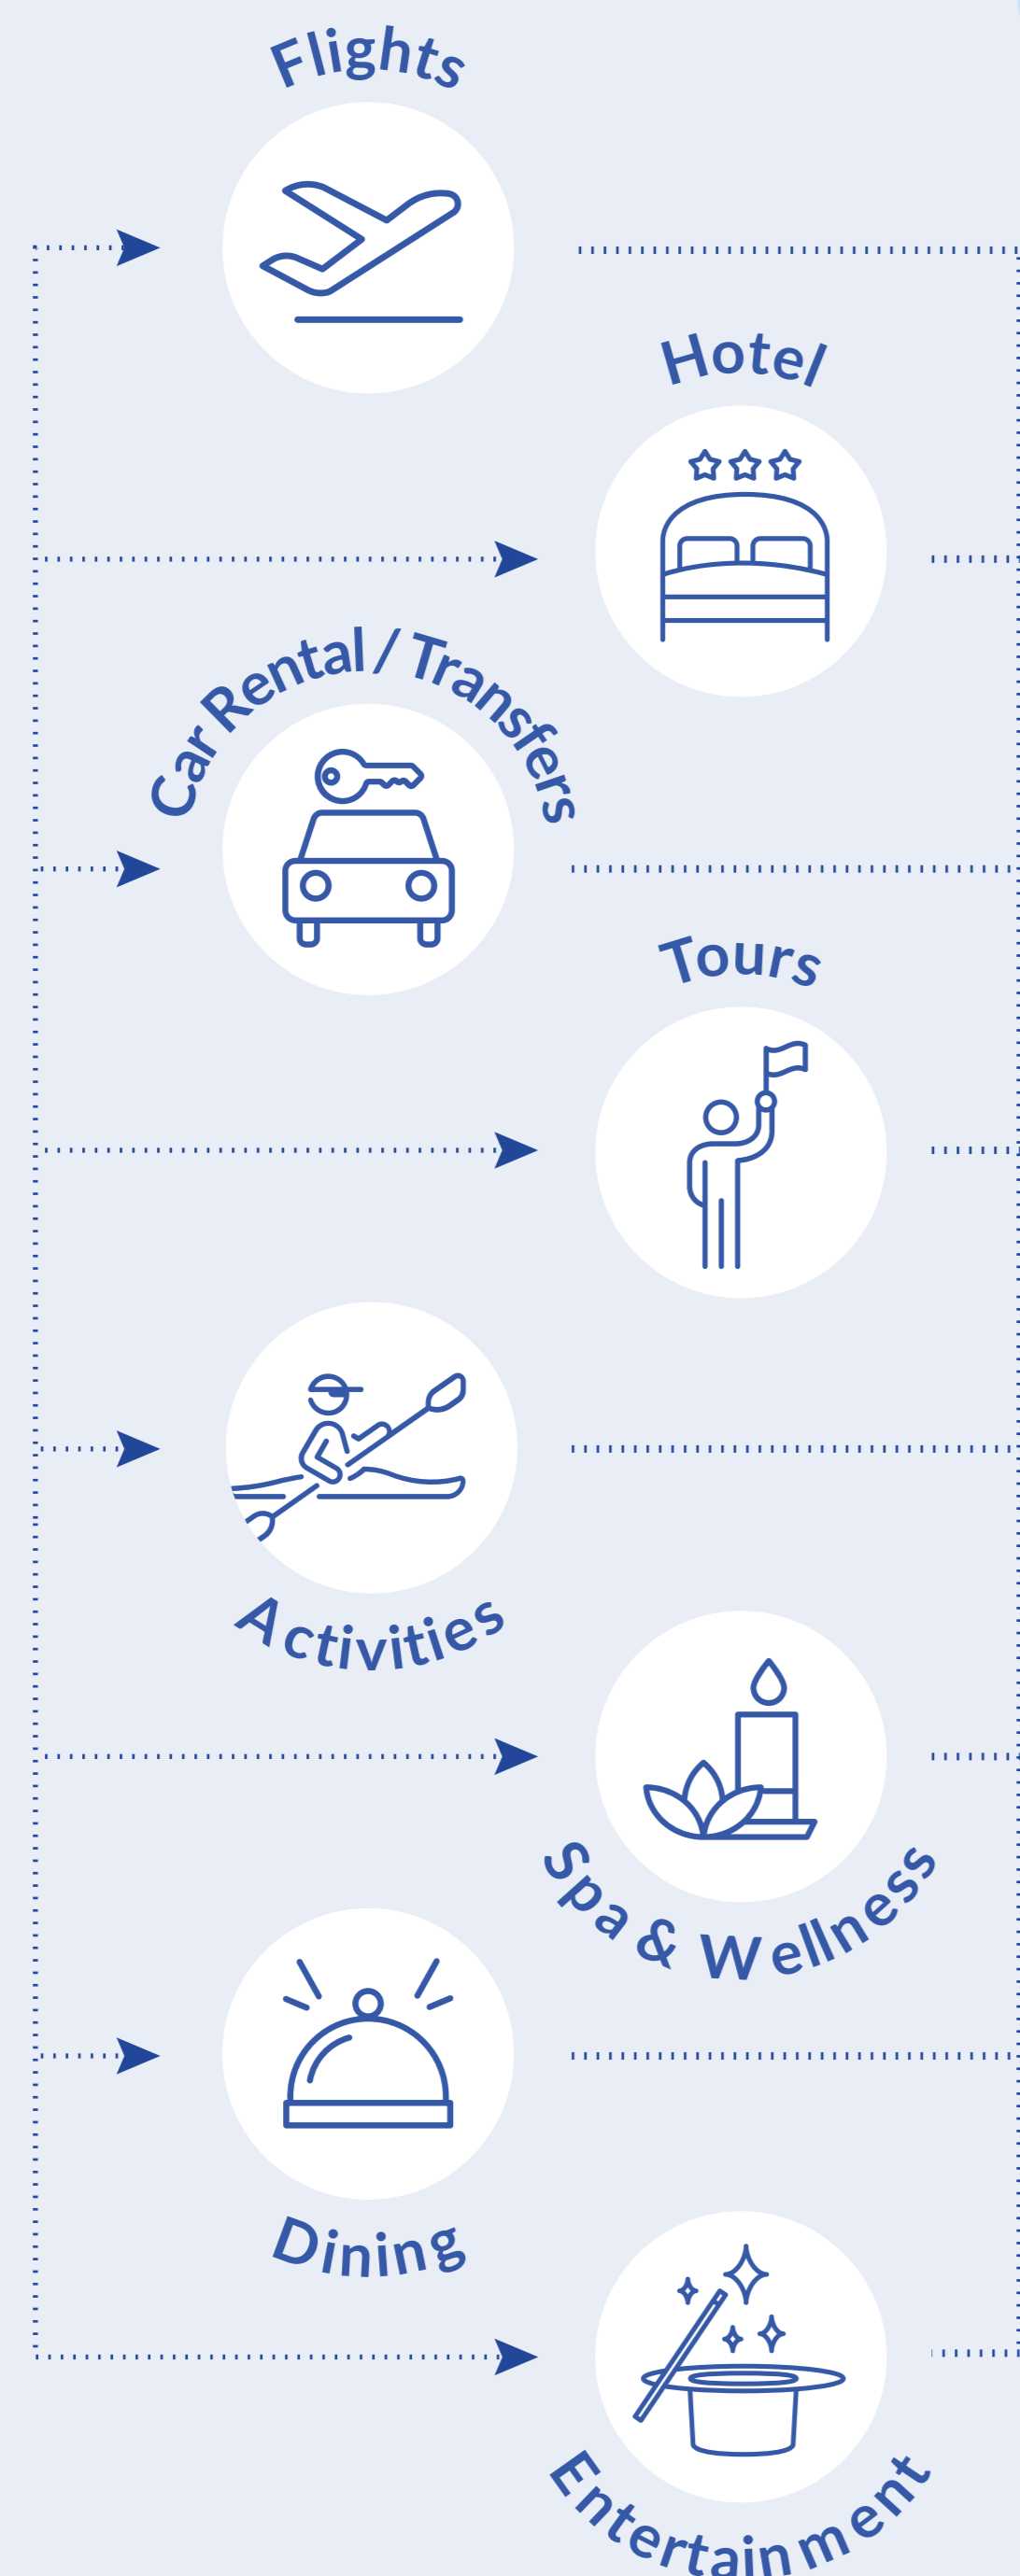 Flights
Hotel
Car Rental / Transfers
Tours
Activities
Spa & Wellness
Dining
Entertainment